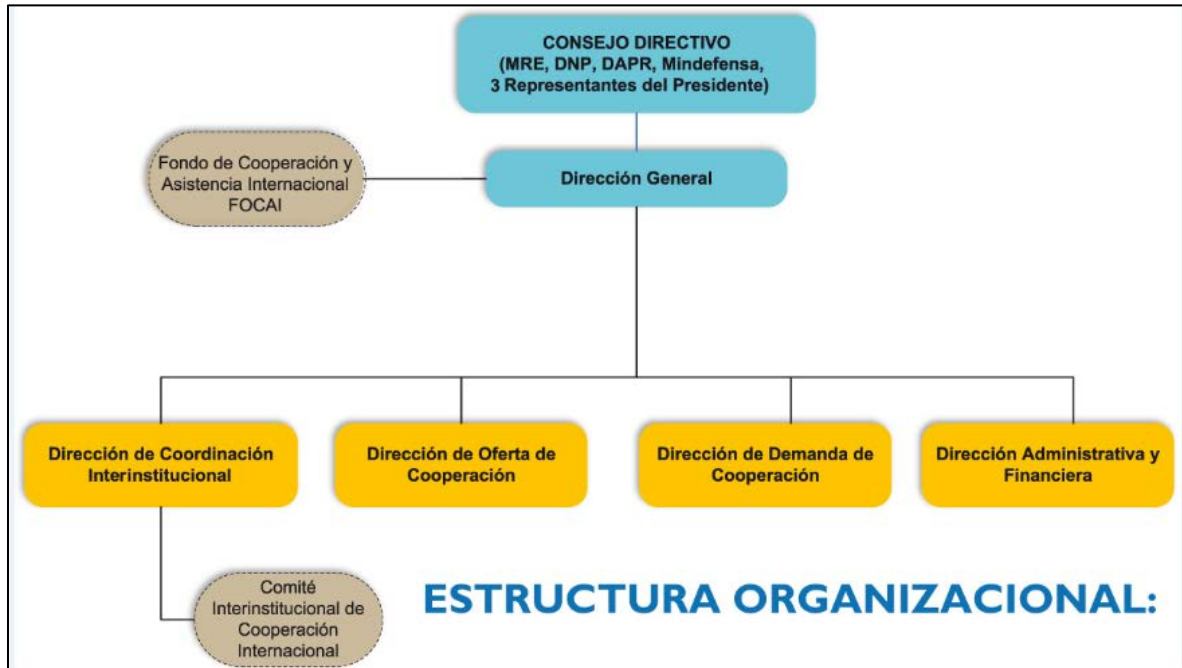 CONSEJO DIRECTIVO
(MRE, DNP, DAPR, Mindefensa,
3 Representantes del Presidente)
Fondo de Cooperación y
Asistencia Internacional
FOCAI
Dirección General
Dirección de Coordinación
Interinstitucional
Dirección de Oferta de
Cooperación
Dirección de Demanda de
Cooperación
Dirección Administrativa y
Financiera
Comité
Interinstitucional de
Cooperación
Internacional
ESTRUCTURA ORGANIZACIONAL: